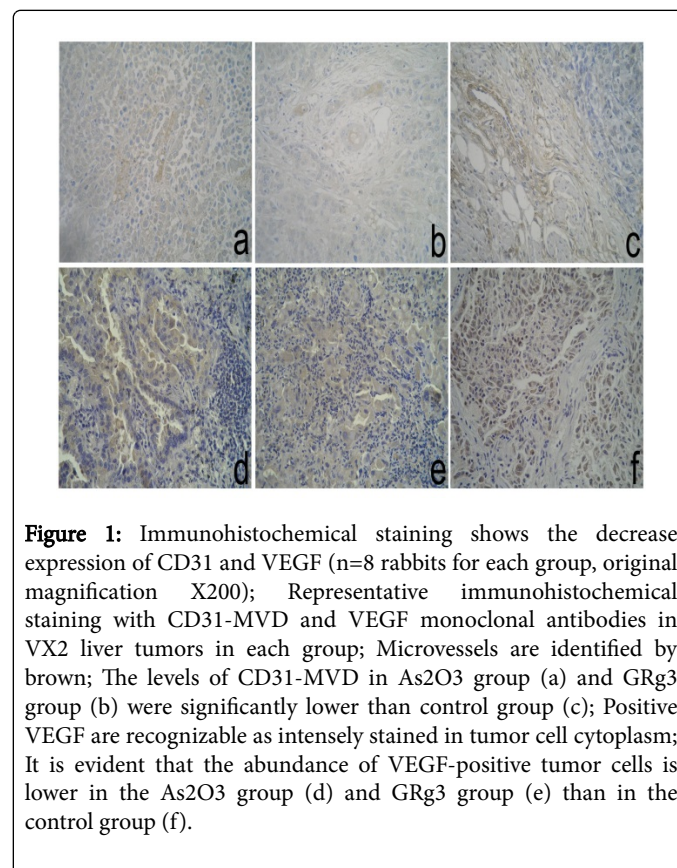 a
b
c
d
e
f
Figure 1: Immunohistochemical staining shows the decrease
expression of CD31 and VEGF (n=8 rabbits for each group, original
magnification X200); Representative immunohistochemical
staining with CD31-MVD and VEGF monoclonal antibodies in
VX2 liver tumors in each group; Microvessels are identified by
brown; The levels of CD31-MVD in As2O3 group (a) and GRg3
group (b) were significantly lower than control group (c); Positive
VEGF are recognizable as intensely stained in tumor cell cytoplasm;
It is evident that the abundance of VEGF-positive tumor cells is
lower in the As2O3 group (d) and GRg3 group (e) than in the
control group (f).